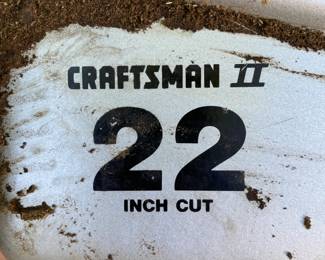 CRAFTSMAN II
22
INCH CUT